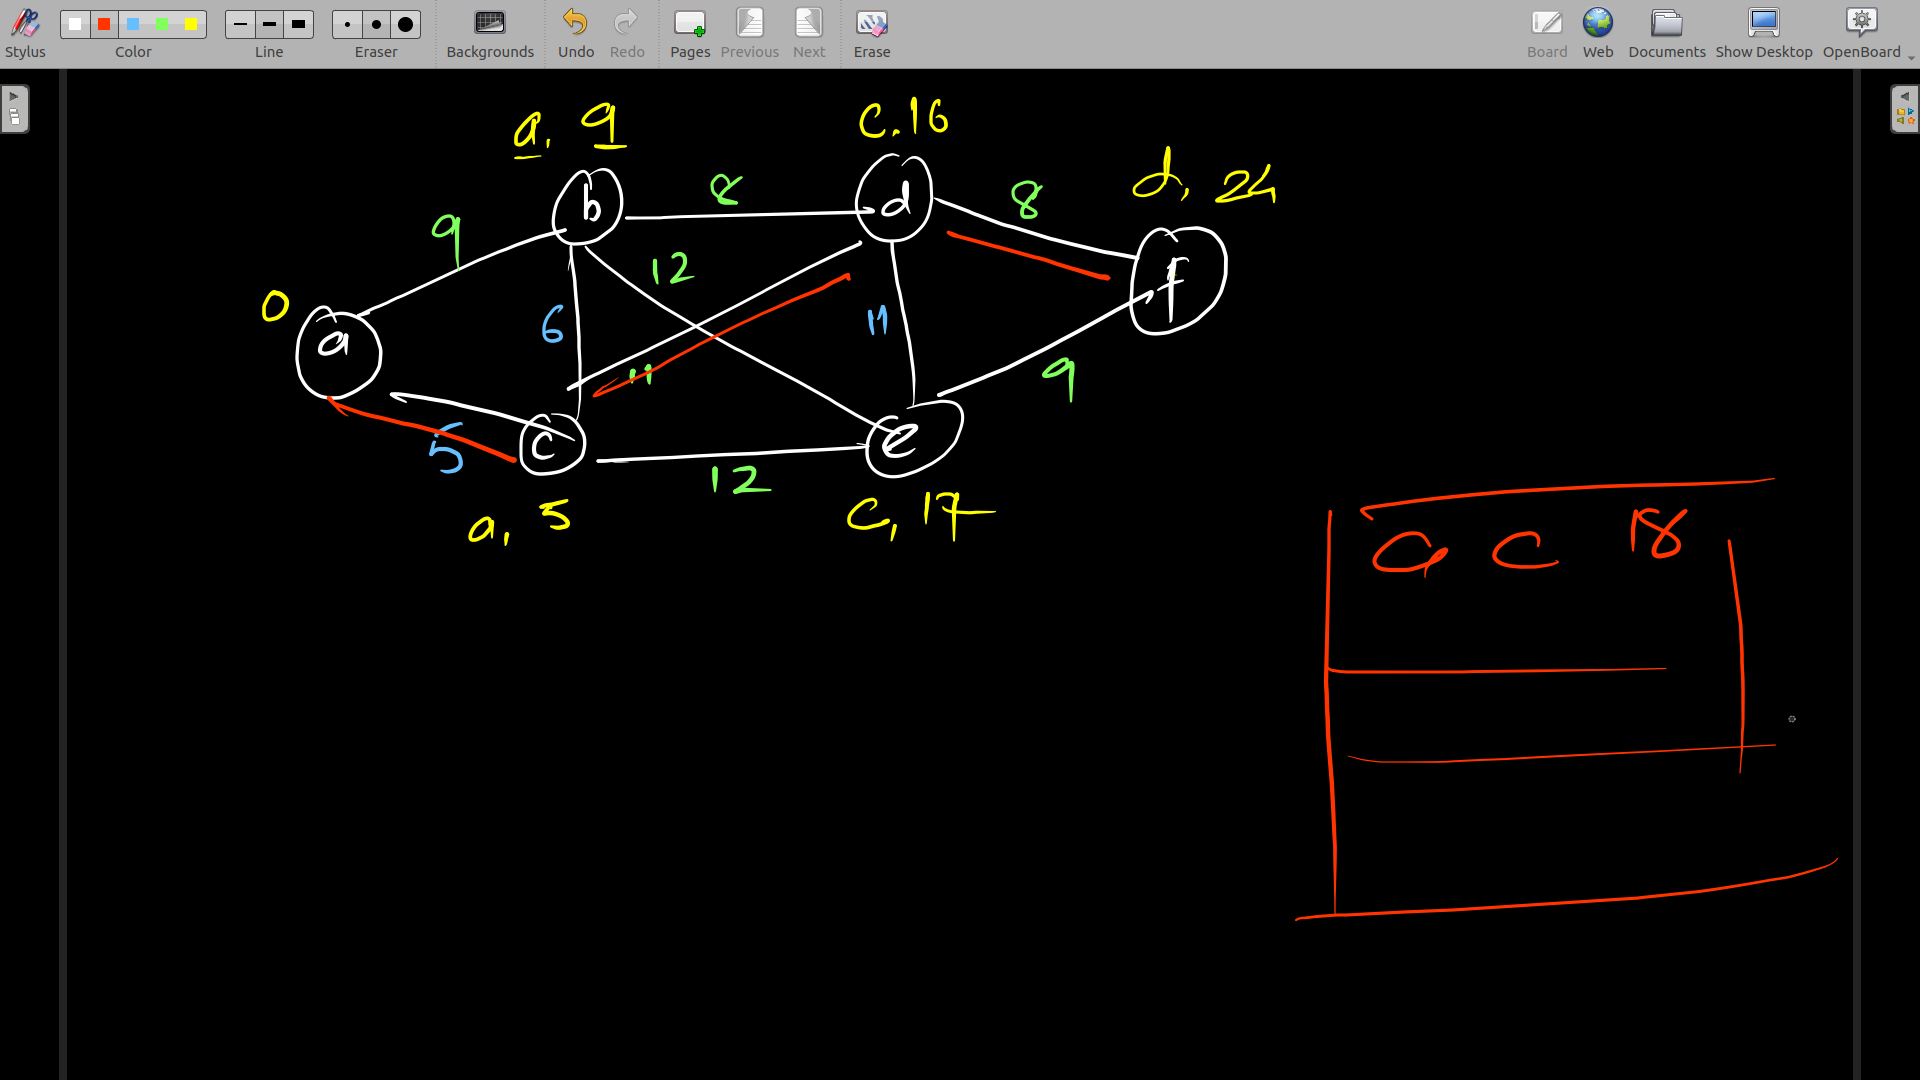 Stylus Color Line Eraser Backgrounds Undo Redo Pages Previous Next Erase Board Web Documents Show Desktop OpenBoard
a, 9
c.16
d, 24
b
8
d
8
9
12
f
0
6
11
a
11
9
5
c
e
12
a, 5
c, 17
a c 18